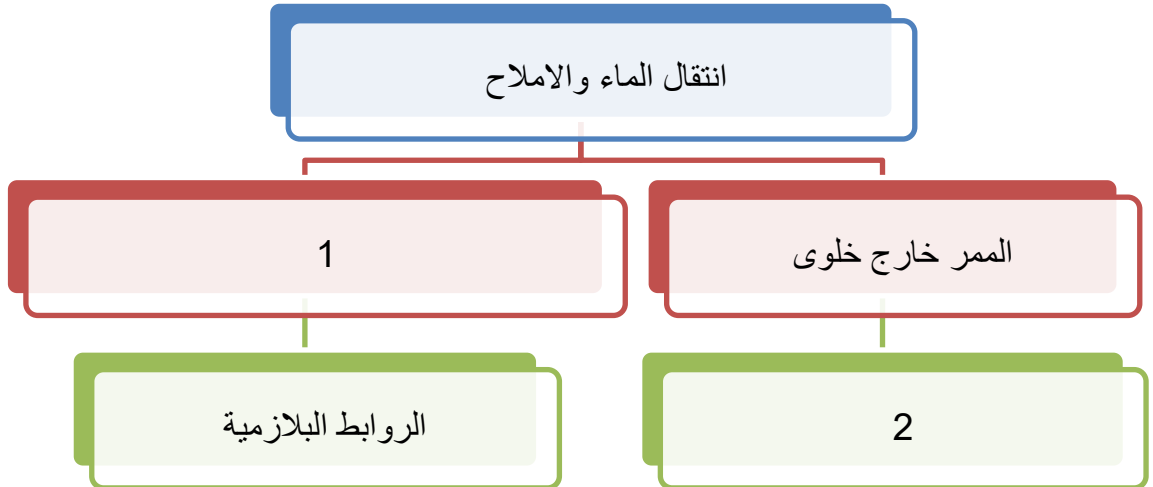 انتقال الماء والاملاح
الممر خارج خلوى
1
2
الروابط البلازمية